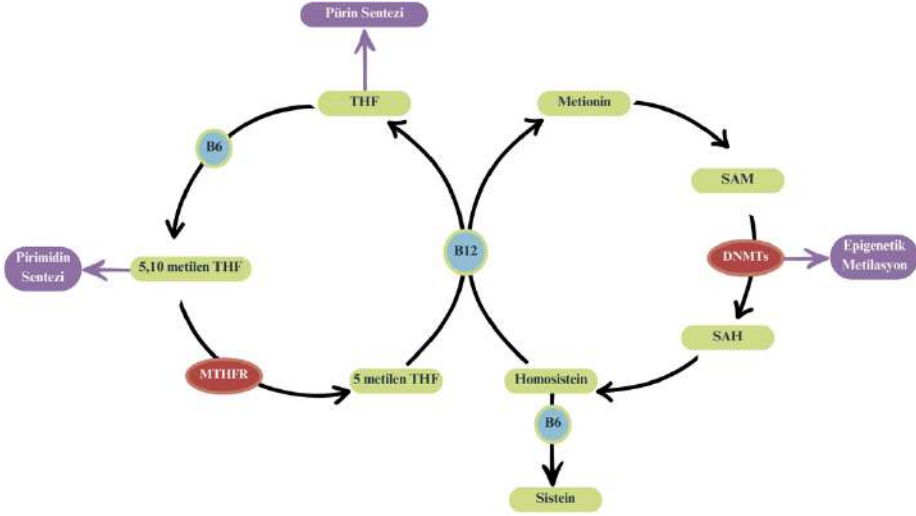 Pürin Sentezi
THF
Metionin
B6
SAM
Pirimidin
Sentezi
5,10 metilen THF
B12
DNMTs
Epigenetik
Metilasyon
SAH
MTHFR
5 metilen THF
Homosistein
B6
Sistein